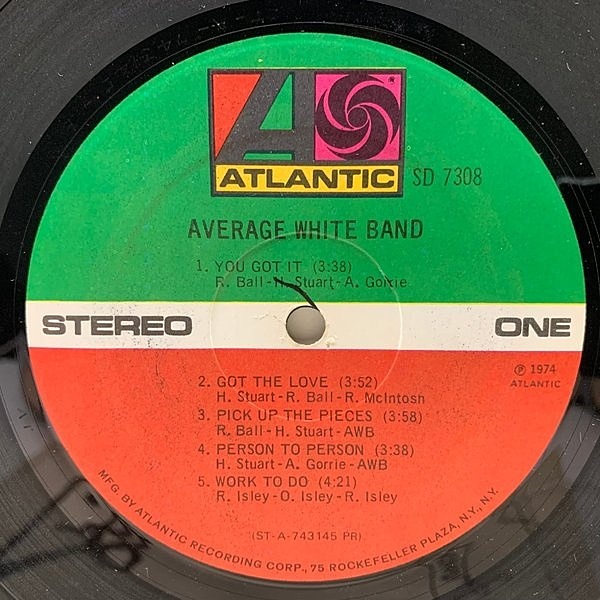 ATLANTIC
SD 7308
AVERAGE WHITE BAND
1. YOU GOT IT (3:38)
R. Ball-H. Stuart-A. Gorrie
STEREO
ONE
℗ 1974
ATLANTIC
2. GOT THE LOVE (3:52)
H. Stuart-R. Ball-R. McIntosh
3. PICK UP THE PIECES (3:58)
R. Ball-H. Stuart-AWB
4. PERSON TO PERSON (3:38)
H. Stuart-A. Gorrie-AWB
5. WORK TO DO (4:21)
R. Isley-O. Isley-R. Isley
(ST-A-743145 PR)
MFG. BY ATLANTIC RECORDING CORP., 75 ROCKEFELLER PLAZA, N.Y., N.Y.